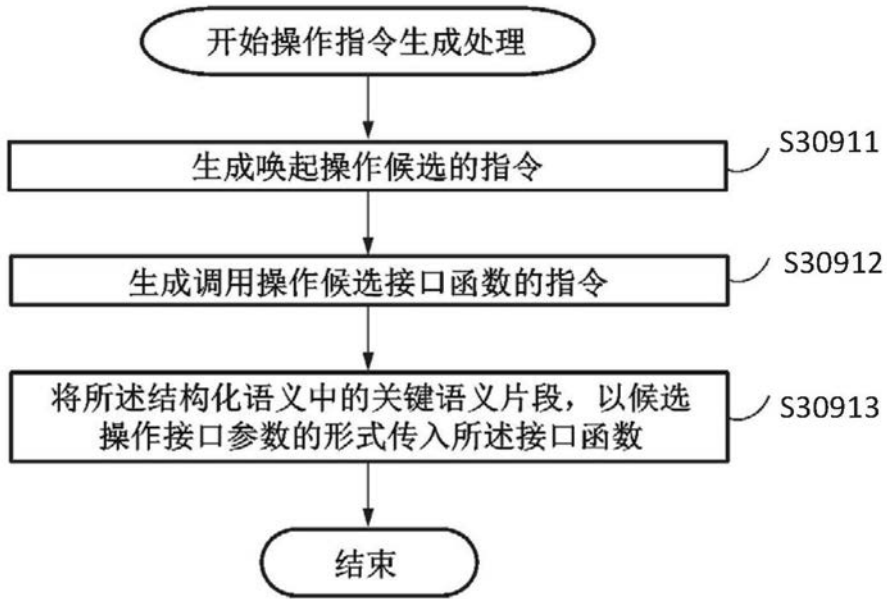 开始操作指令生成处理
生成唤起操作候选的指令
S30911
生成调用操作候选接口函数的指令
S30912
将所述结构化语义中的关键语义片段，以候选
操作接口参数的形式传入所述接口函数
S30913
结束